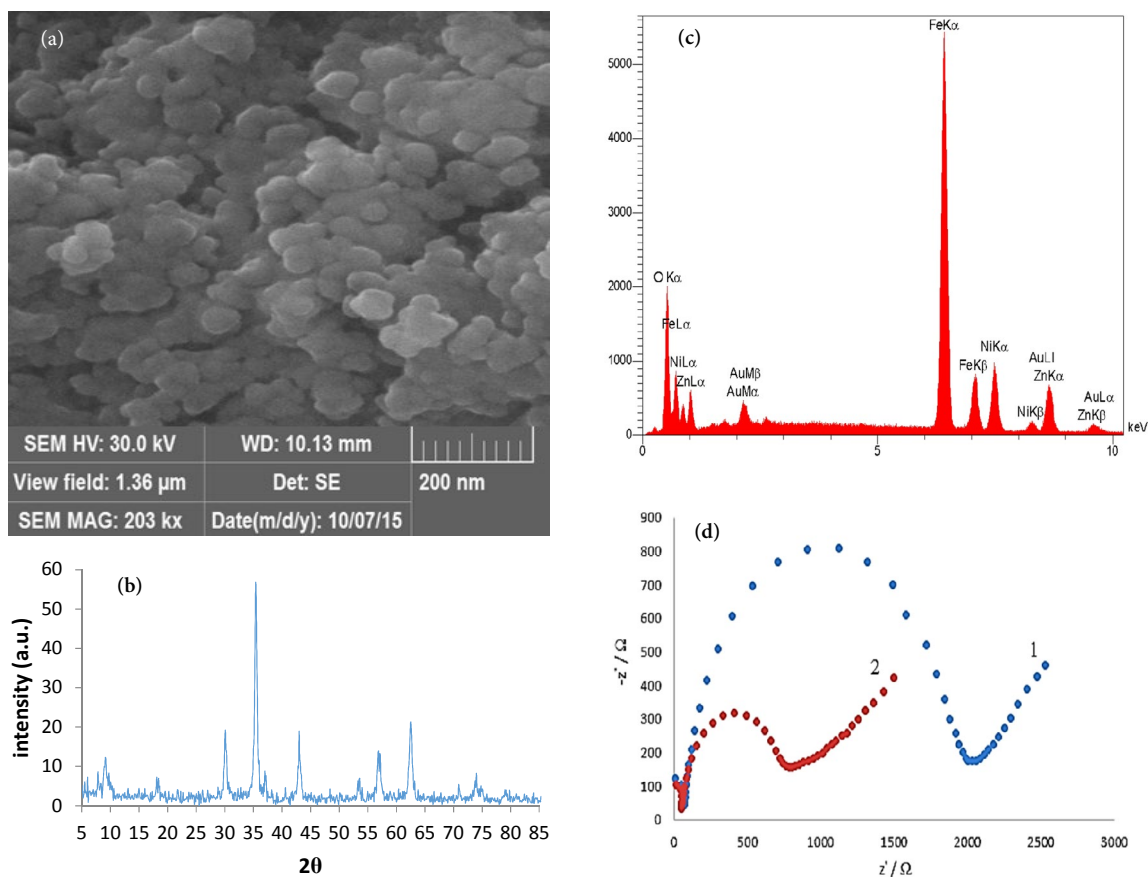 (a)
SEM HV: 30.0 kV
WD: 10.13 mm
View field: 1.36 µm
Det: SE
200 nm
SEM MAG: 203 kx
Date(m/d/y): 10/07/15
(b)
intensity (a.u.)
60
50
40
30
20
10
0
5 10 15 20 25 30 35 40 45 50 55 60 65 70 75 80 85
2θ
(c)
FeKα
5000
4000
3000
2000
1000
0
O Kα
FeLα
NiLα
ZnLα
AuMβ
AuMα
FeKβ
NiKα
NiKβ
AuLl
ZnKα
AuLα
ZnKβ
keV
5 10
(d)
900
800
700
600
500
400
300
200
100
0
-z″/ Ω
1
2
0 500 1000 1500 2000 2500 3000
z'/ Ω